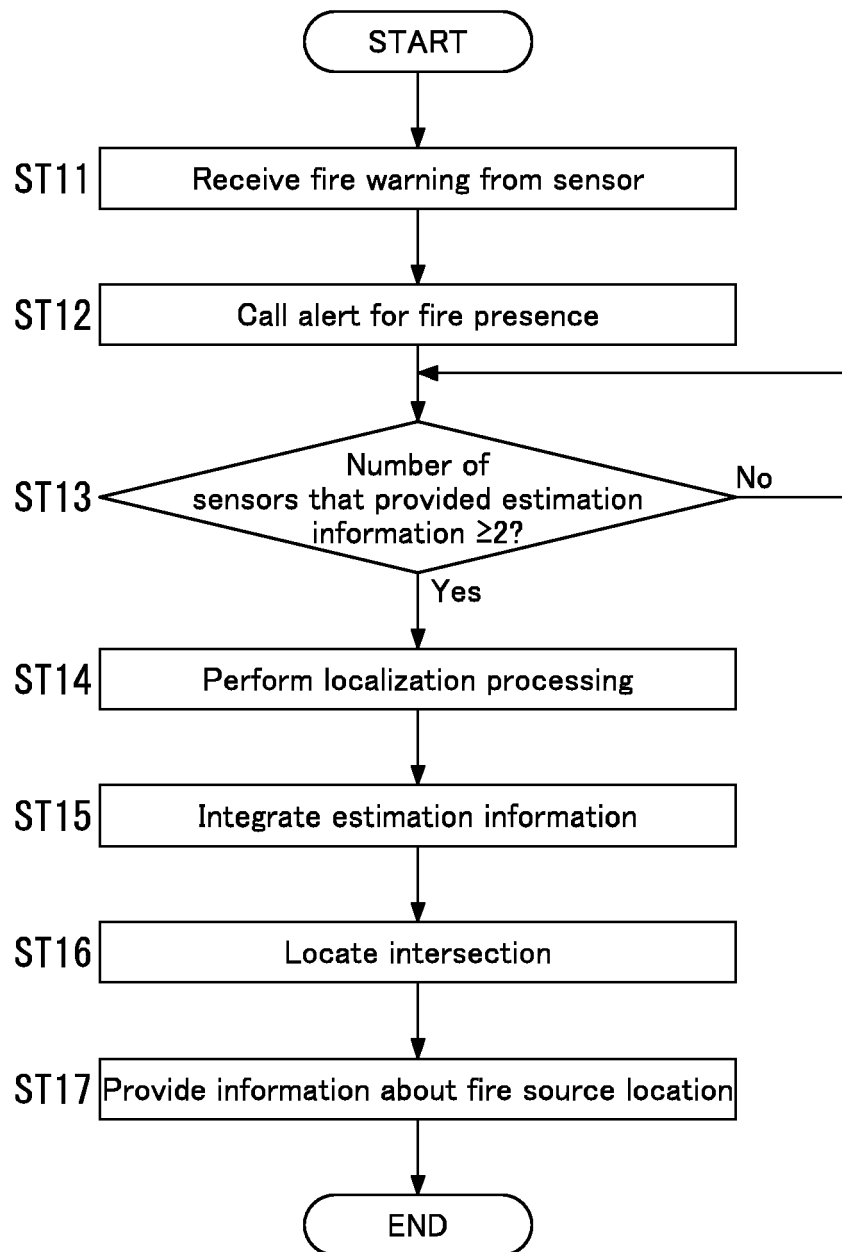 START
ST11
Receive fire warning from sensor
ST12
Call alert for fire presence
ST13
Number of
sensors that provided estimation
information ≥2?
No
Yes
ST14
Perform localization processing
ST15
Integrate estimation information
ST16
Locate intersection
ST17
Provide information about fire source location
END